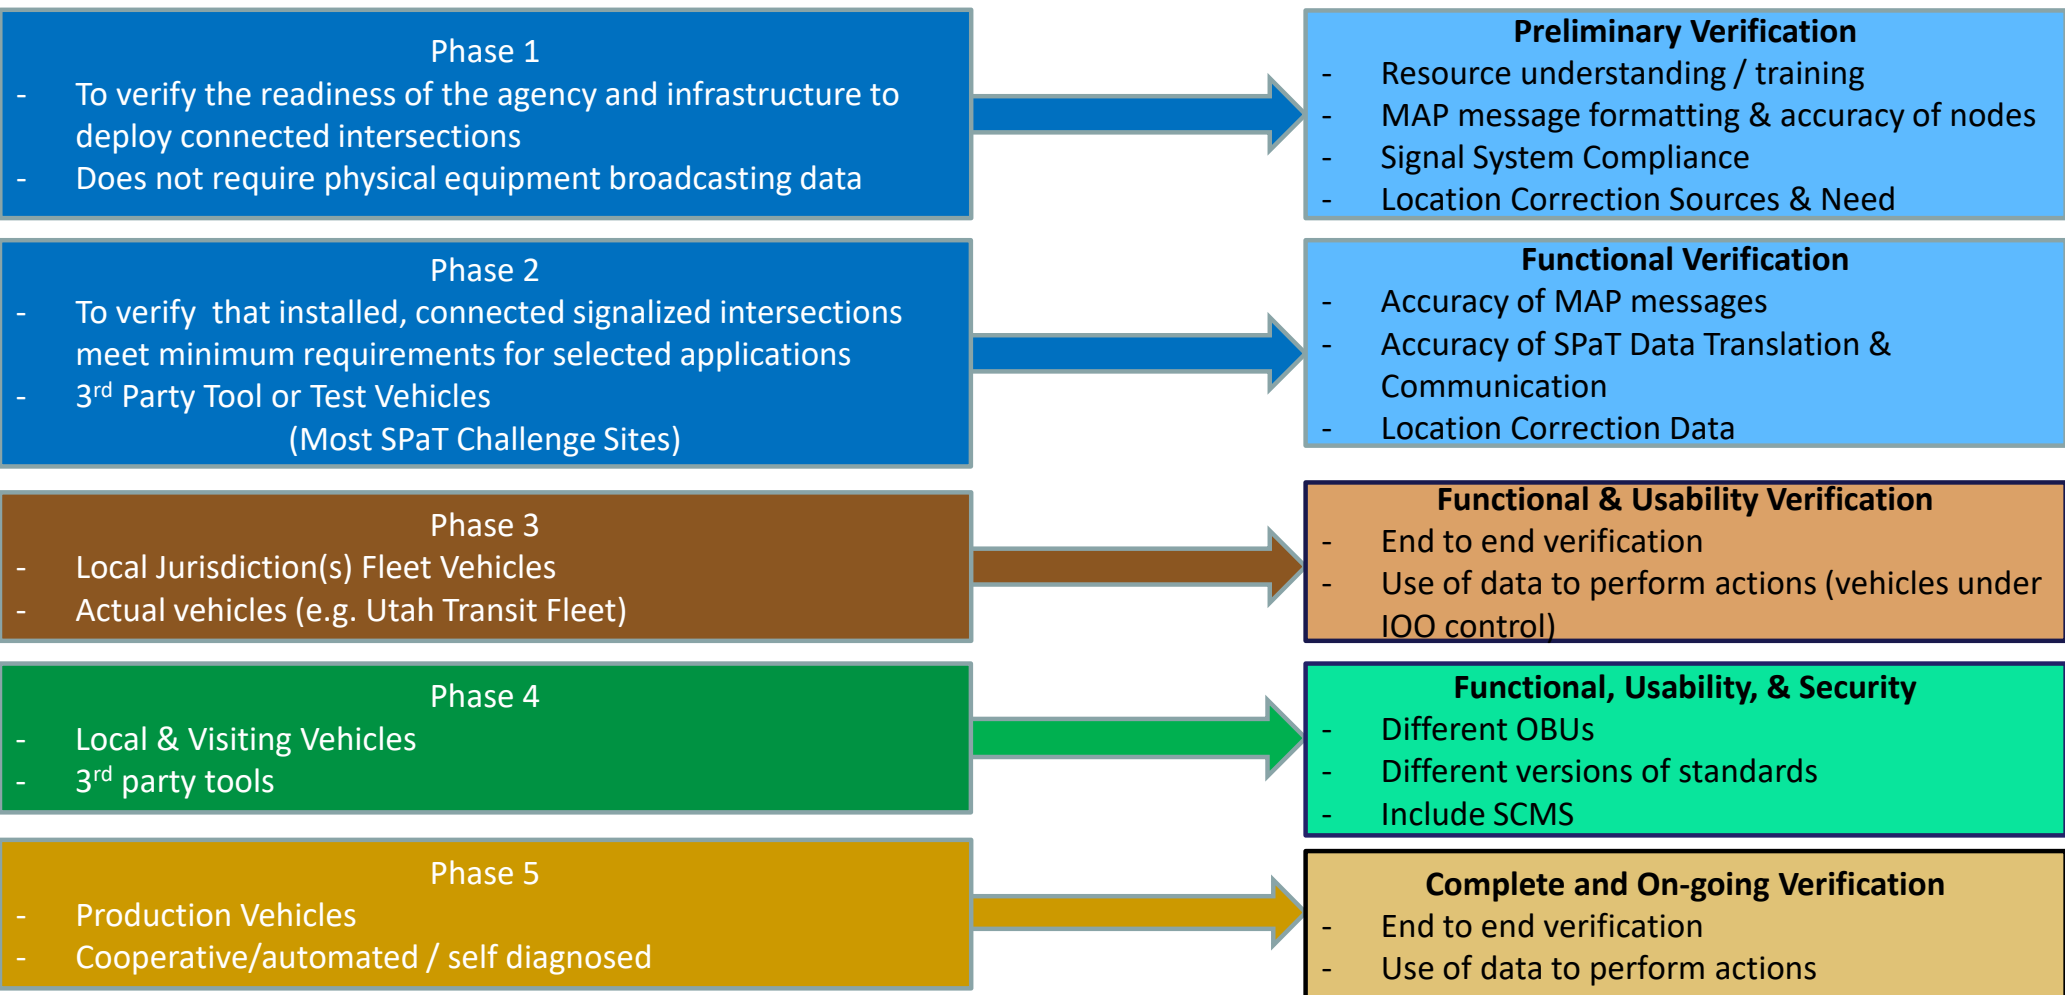 Phase 1
- To verify the readiness of the agency and infrastructure to
deploy connected intersections
- Does not require physical equipment broadcasting data
Preliminary Verification
- Resource understanding / training
- MAP message formatting & accuracy of nodes
- Signal System Compliance
- Location Correction Sources & Need
Phase 2
- To verify that installed, connected signalized intersections
meet minimum requirements for selected applications
- 3rd Party Tool or Test Vehicles
(Most SPaT Challenge Sites)
Functional Verification
- Accuracy of MAP messages
- Accuracy of SPaT Data Translation &
Communication
- Location Correction Data
Phase 3
- Local Jurisdiction(s) Fleet Vehicles
- Actual vehicles (e.g. Utah Transit Fleet)
Functional & Usability Verification
- End to end verification
- Use of data to perform actions (vehicles under
IOO control)
Phase 4
- Local & Visiting Vehicles
- 3rd party tools
Functional, Usability, & Security
- Different OBUs
- Different versions of standards
- Include SCMS
Phase 5
- Production Vehicles
- Cooperative/automated / self diagnosed
Complete and On-going Verification
- End to end verification
- Use of data to perform actions